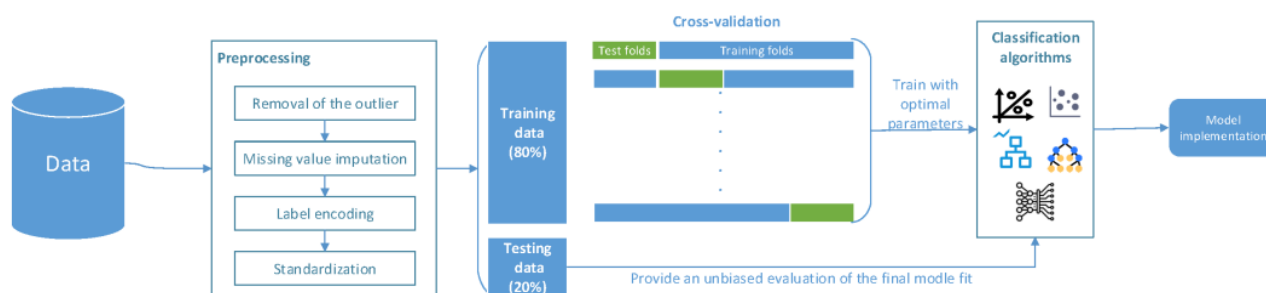 Data
Preprocessing
Removal of the outlier
Missing value imputation
Label encoding
Standardization
Training
data
(80%)
Testing
data
(20%)
Cross-validation
Test folds
Training folds
Train with
optimal
parameters
Provide an unbiased evaluation of the final modle fit
Classification
algorithms
Model
implementation